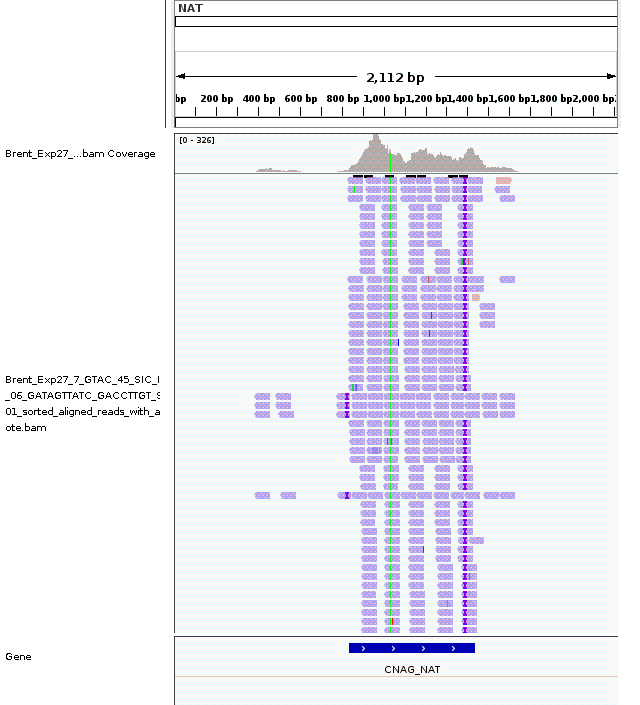 NAT
2,112 bp
bp 200 bp 400 bp 600 bp 800 bp 1,000 bp 1,200 bp 1,400 bp 1,600 bp 1,800 bp 2,000 bp
[0 - 326]
Brent_Exp27_...bam Coverage
Brent_Exp27_7_GTAC_45_SIC_I
_06_GATAGTTATC_GACCTTGT_S
01_sorted_aligned_reads_with_a
ote.bam
Gene
CNAG_NAT